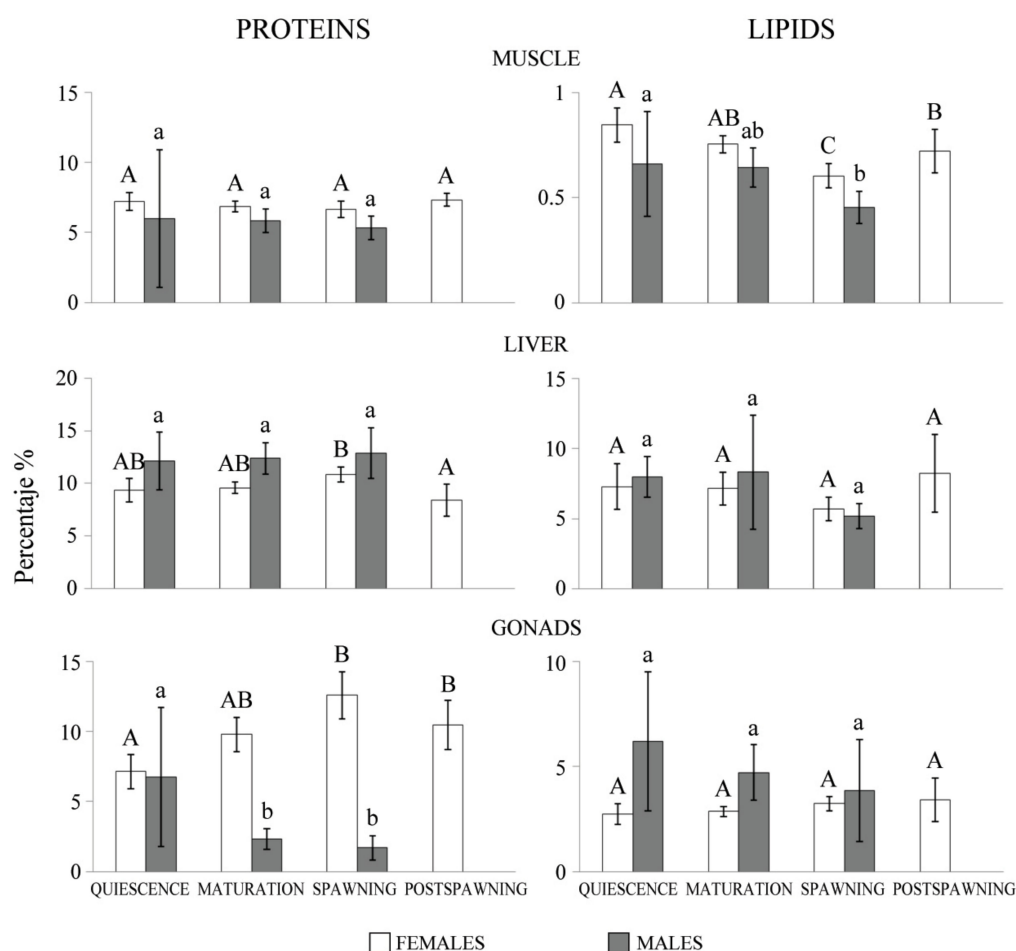 PROTEINS LIPIDS
MUSCLE
15 1
A a AB ab B
a C
10 A A A A b
a a 0.5
5
0 0
LIVER
20 15
a a a a A
15 A a A
AB AB B A 10 A a
10
5 5
0 0
Percentaje %
GONADS
15 B 10 a
a AB B a a
10 A A A A A
5 b b 5
0 0
QUIESCENCE MATURATION SPAWNING POSTSPAWNING QUIESCENCE MATURATION SPAWNING POSTSPAWNING
FEMALES MALES